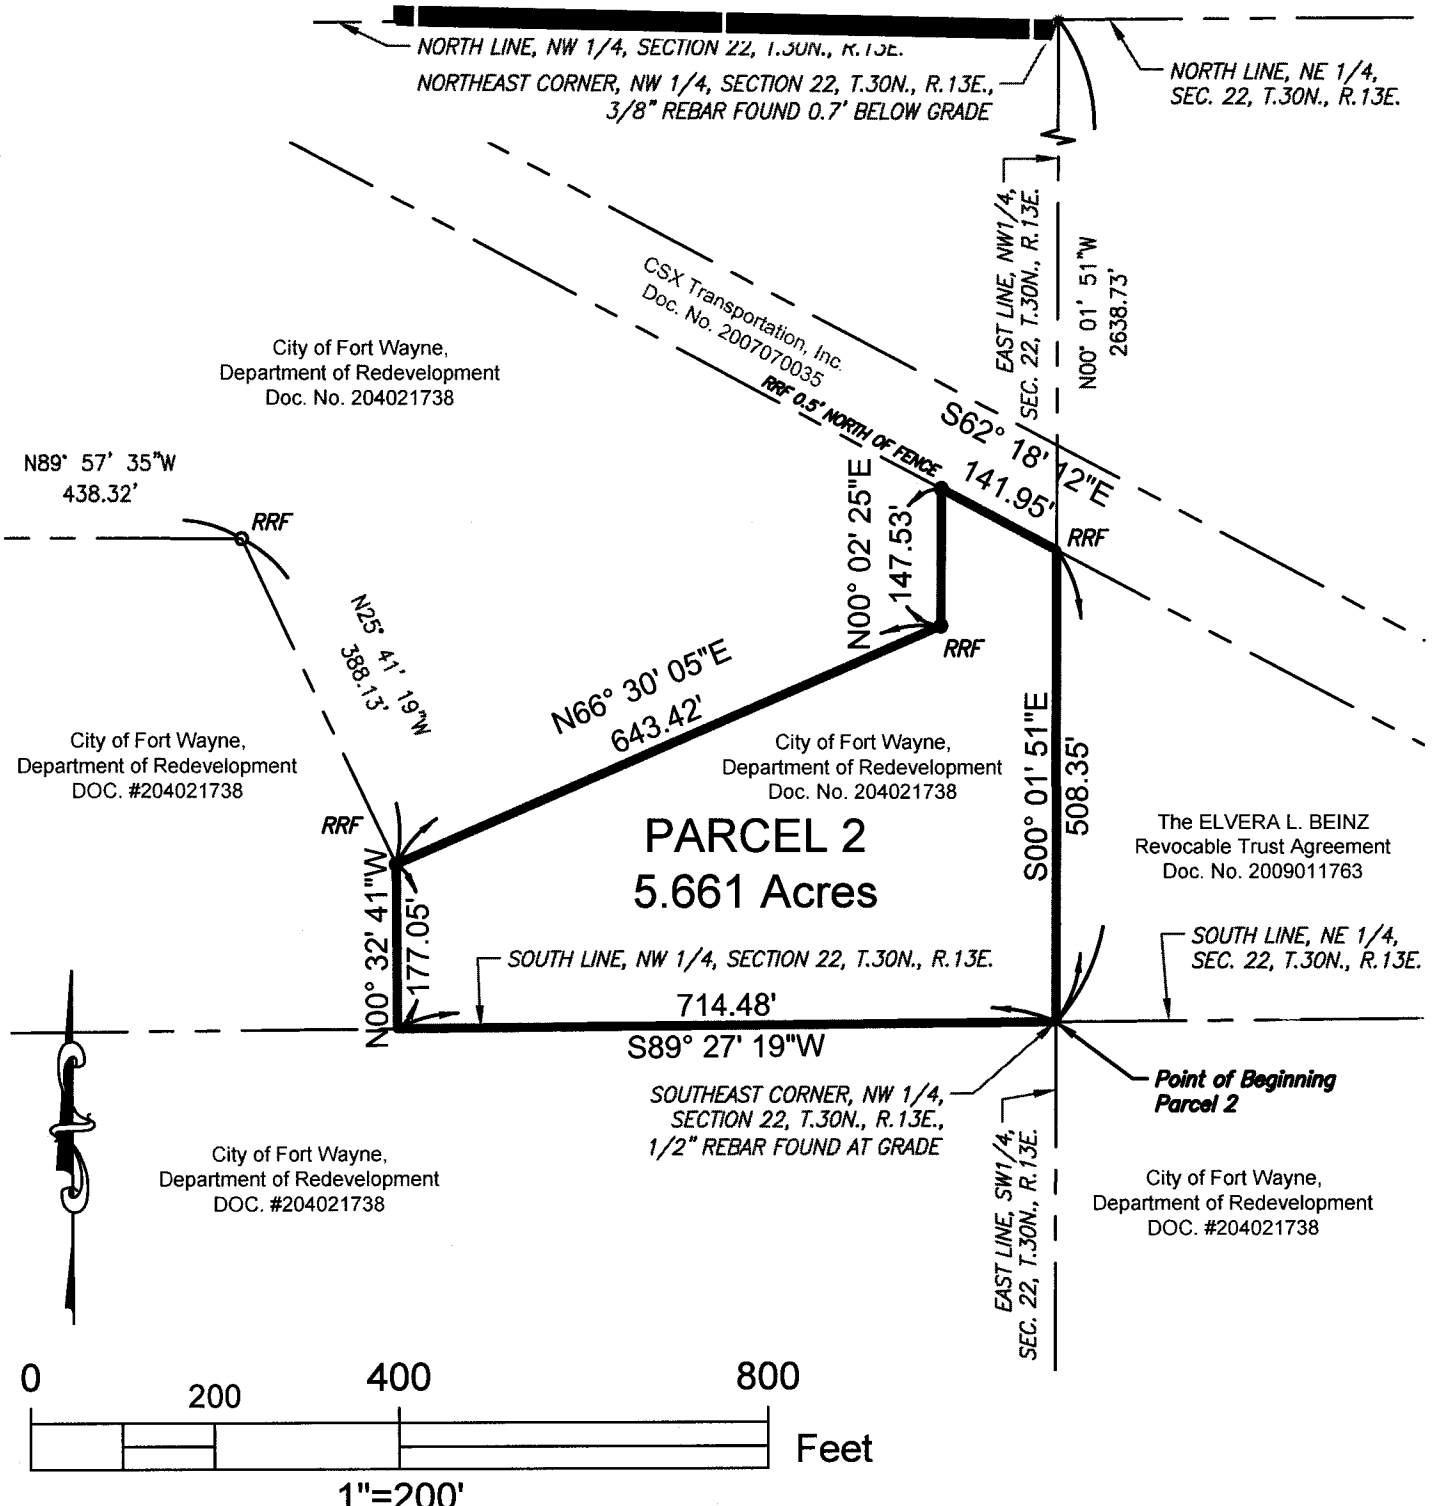 NORTH LINE, NW 1/4, SECTION 22, T.30N., R.13E.
NORTHEAST CORNER, NW 1/4, SECTION 22, T.30N., R.13E.,
3/8" REBAR FOUND 0.7' BELOW GRADE
NORTH LINE, NE 1/4,
SEC. 22, T.30N., R.13E.
EAST LINE, NW1/4,
SEC. 22, T.30N., R.13E.
N00° 01' 51"W
2638.73'
CSX Transportation, Inc.
Doc. No. 2007070035
RRF 0.5' NORTH OF FENCE
S62° 18' 12"E
141.95'
City of Fort Wayne,
Department of Redevelopment
Doc. No. 204021738
N89° 57' 35"W
438.32'
RRF
N25° 41' 19"W
388.13'
N00° 02' 25"E
147.53'
RRF
RRF
N66° 30' 05"E
643.42'
City of Fort Wayne,
Department of Redevelopment
DOC. #204021738
City of Fort Wayne,
Department of Redevelopment
Doc. No. 204021738
S00° 01' 51"E
508.35'
RRF
PARCEL 2
5.661 Acres
The ELVERA L. BEINZ
Revocable Trust Agreement
Doc. No. 2009011763
N00° 32' 41"W
177.05'
SOUTH LINE, NW 1/4, SECTION 22, T.30N., R.13E.
SOUTH LINE, NE 1/4,
SEC. 22, T.30N., R.13E.
714.48'
S89° 27' 19"W
SOUTHEAST CORNER, NW 1/4,
SECTION 22, T.30N., R.13E.,
1/2" REBAR FOUND AT GRADE
Point of Beginning
Parcel 2
EAST LINE, SW1/4,
SEC. 22, T.30N., R.13E.
City of Fort Wayne,
Department of Redevelopment
DOC. #204021738
City of Fort Wayne,
Department of Redevelopment
DOC. #204021738
0 200 400 800
Feet
1"=200'